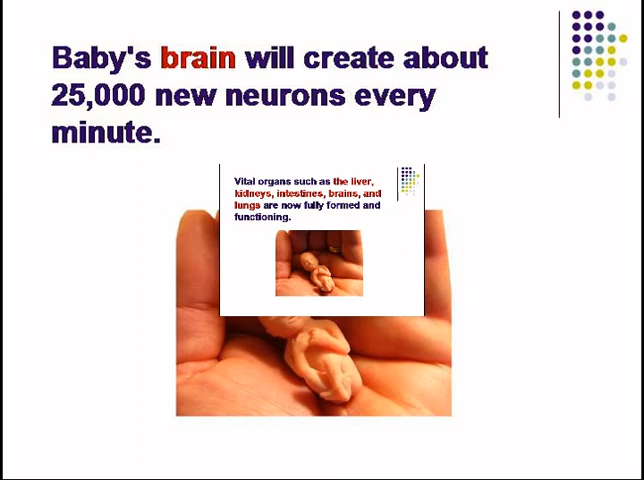 Baby's brain will create about
25,000 new neurons every
minute.
Vital organs such as the liver,
kidneys, intestines, brains, and
lungs are now fully formed and
functioning.